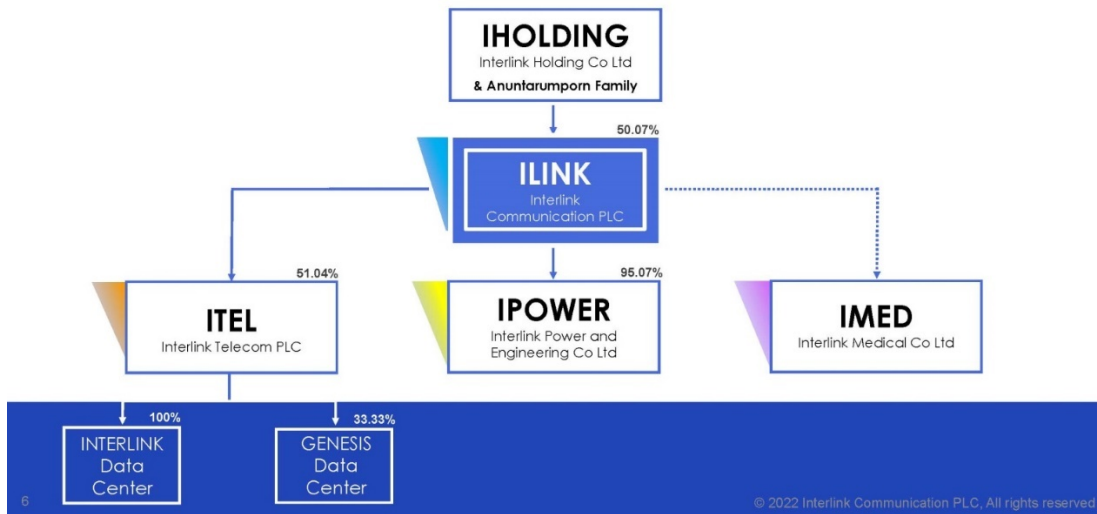 IHOLDING
Interlink Holding Co Ltd
& Anuntarumporn Family
50.07%
ILINK
Interlink
Communication PLC
51.04%
ITEL
Interlink Telecom PLC
95.07%
IPOWER
Interlink Power and
Engineering Co Ltd
IMED
Interlink Medical Co Ltd
100%
INTERLINK
Data
Center
33.33%
GENESIS
Data
Center
6
© 2022 Interlink Communication PLC, All rights reserved